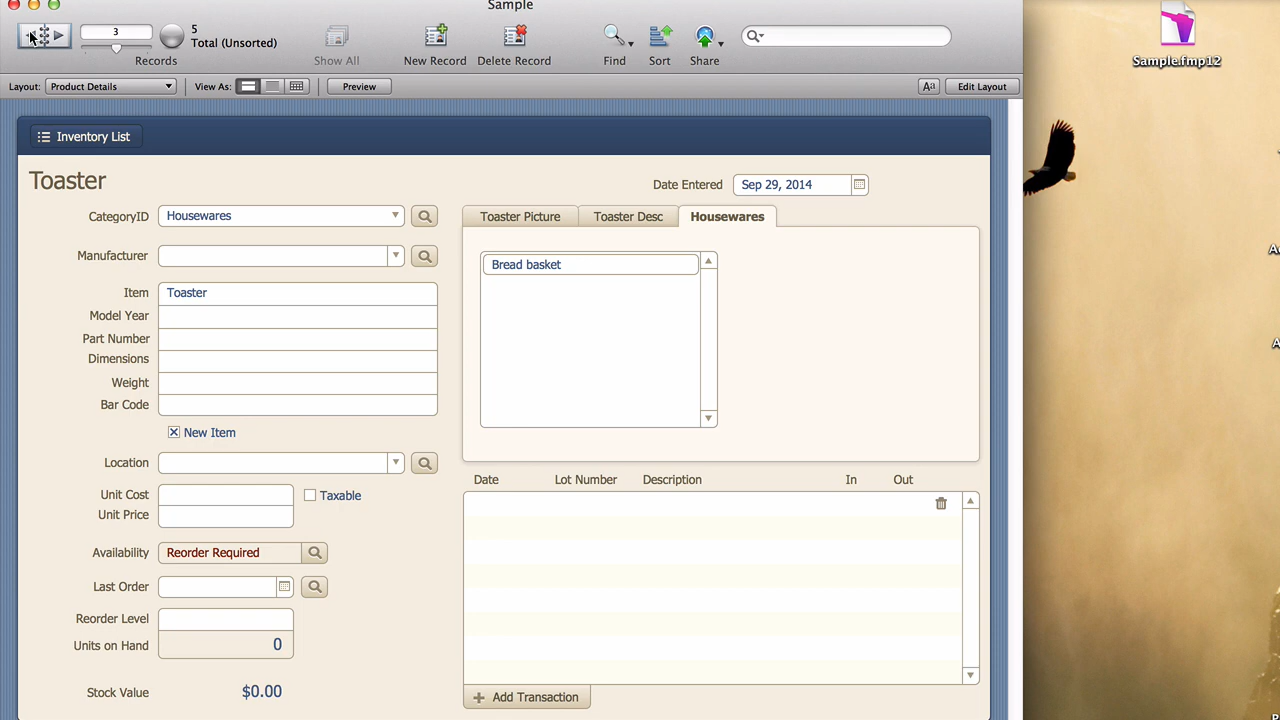 Sample
3
Records
5
Total (Unsorted)
Show All
New Record
Delete Record
Find
Sort
Share
Sample.fmp12
Layout:
Product Details
View As:
Preview
Aa
Edit Layout
Inventory List
Toaster
Date Entered
Sep 29, 2014
CategoryID
Housewares
Toaster Picture
Toaster Desc
Housewares
Manufacturer
Bread basket
Item
Toaster
Model Year
Part Number
Dimensions
Weight
Bar Code
New Item
Location
Date
Lot Number
Description
In
Out
Unit Cost
Taxable
Unit Price
Availability
Reorder Required
Last Order
Reorder Level
Units on Hand
0
Stock Value
$0.00
Add Transaction